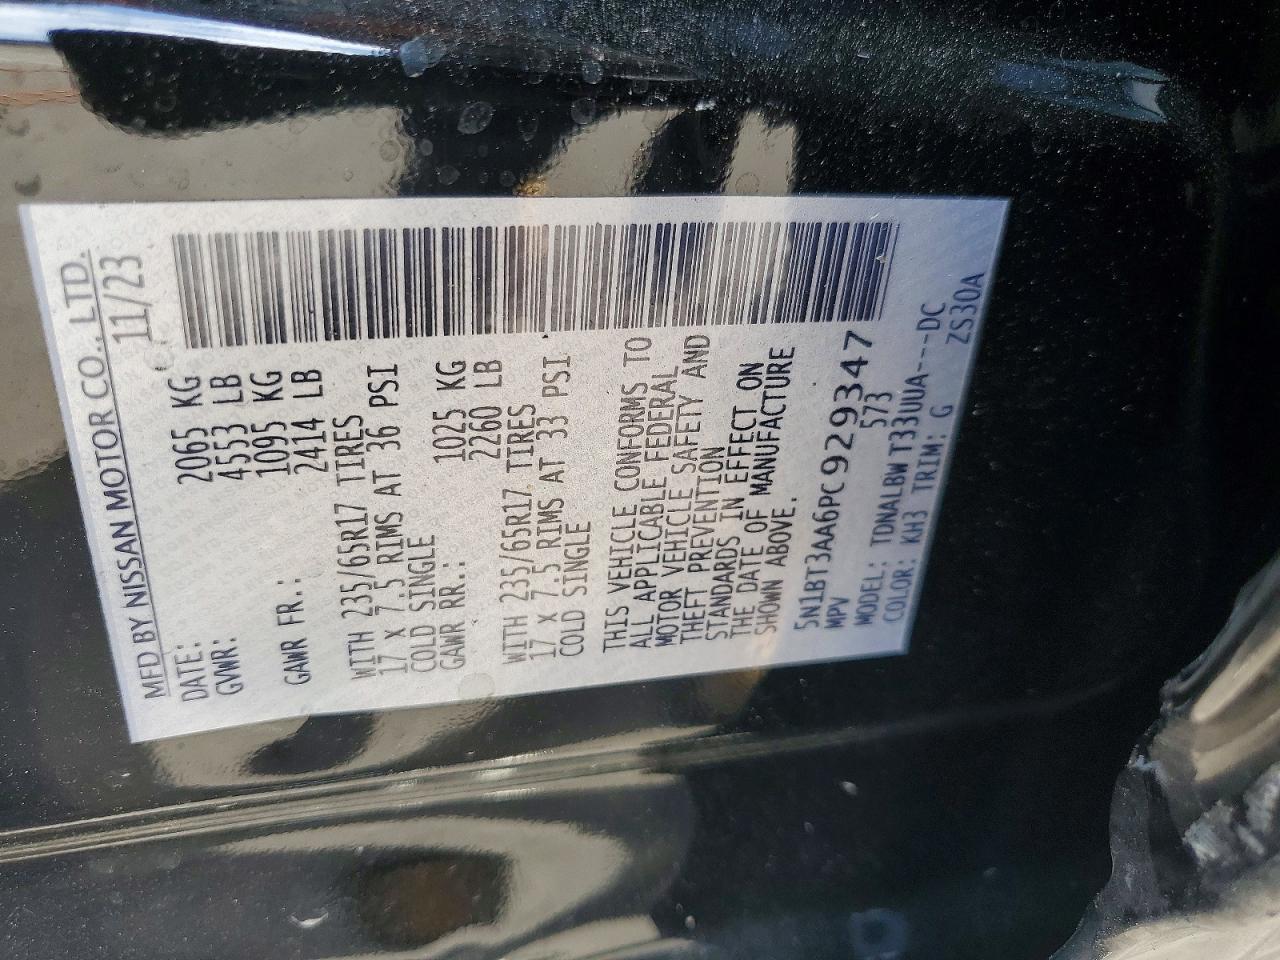 MFD BY NISSAN MOTOR CO., LTD.
DATE: 11/23
GVWR: 2065 KG
4553 LB
GAWR FR.: 1095 KG
2414 LB
WITH 235/65R17 TIRES
17 X 7.5 RIMS AT 36 PSI
COLD SINGLE
GAWR RR.: 1025 KG
2260 LB
WITH 235/65R17 TIRES
17 X 7.5 RIMS AT 33 PSI
COLD SINGLE
THIS VEHICLE CONFORMS TO
ALL APPLICABLE FEDERAL
MOTOR VEHICLE SAFETY AND
THEFT PREVENTION
STANDARDS IN EFFECT ON
THE DATE OF MANUFACTURE
SHOWN ABOVE.
5N1BT3AA6PC929347
MPV 573
MODEL: TDNALBWT33UUA---DC
COLOR: KH3 TRIM: G ZS30A